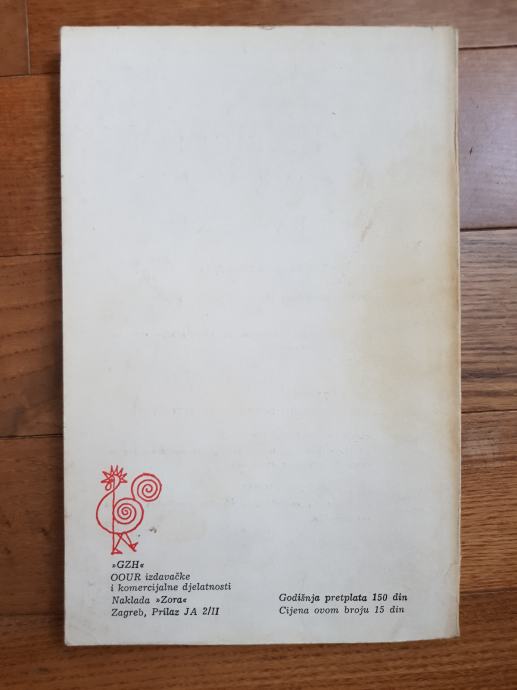 »GZH«
OOUR izdavačke
i komercijalne djelatnosti
Naklada »Zora«
Zagreb, Prilaz JA 2/II
Godišnja pretplata 150 din
Cijena ovom broju 15 din